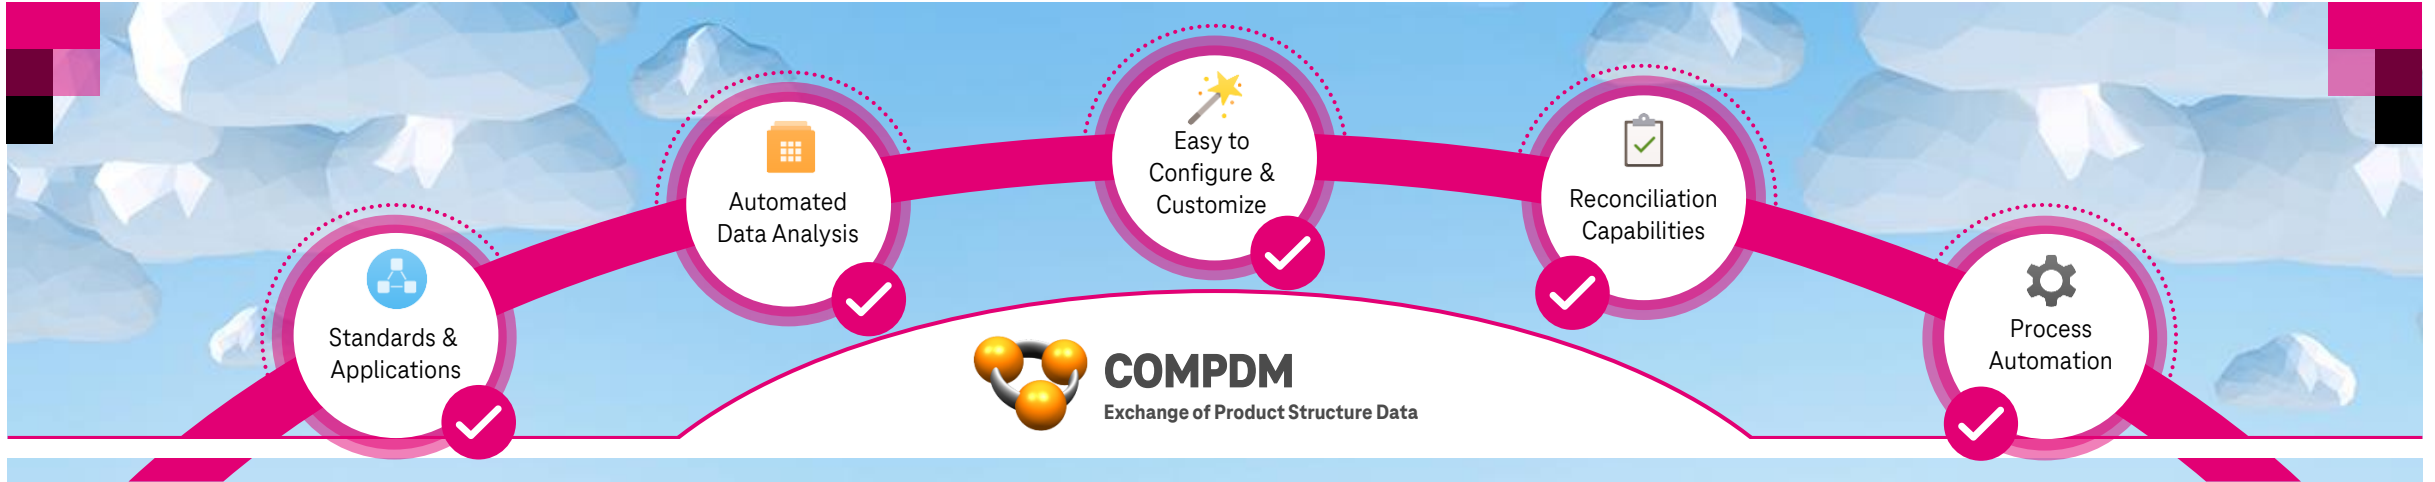 Standards &
Applications
Automated
Data Analysis
Easy to
Configure &
Customize
Reconciliation
Capabilities
Process
Automation
COMPDM
Exchange of Product Structure Data